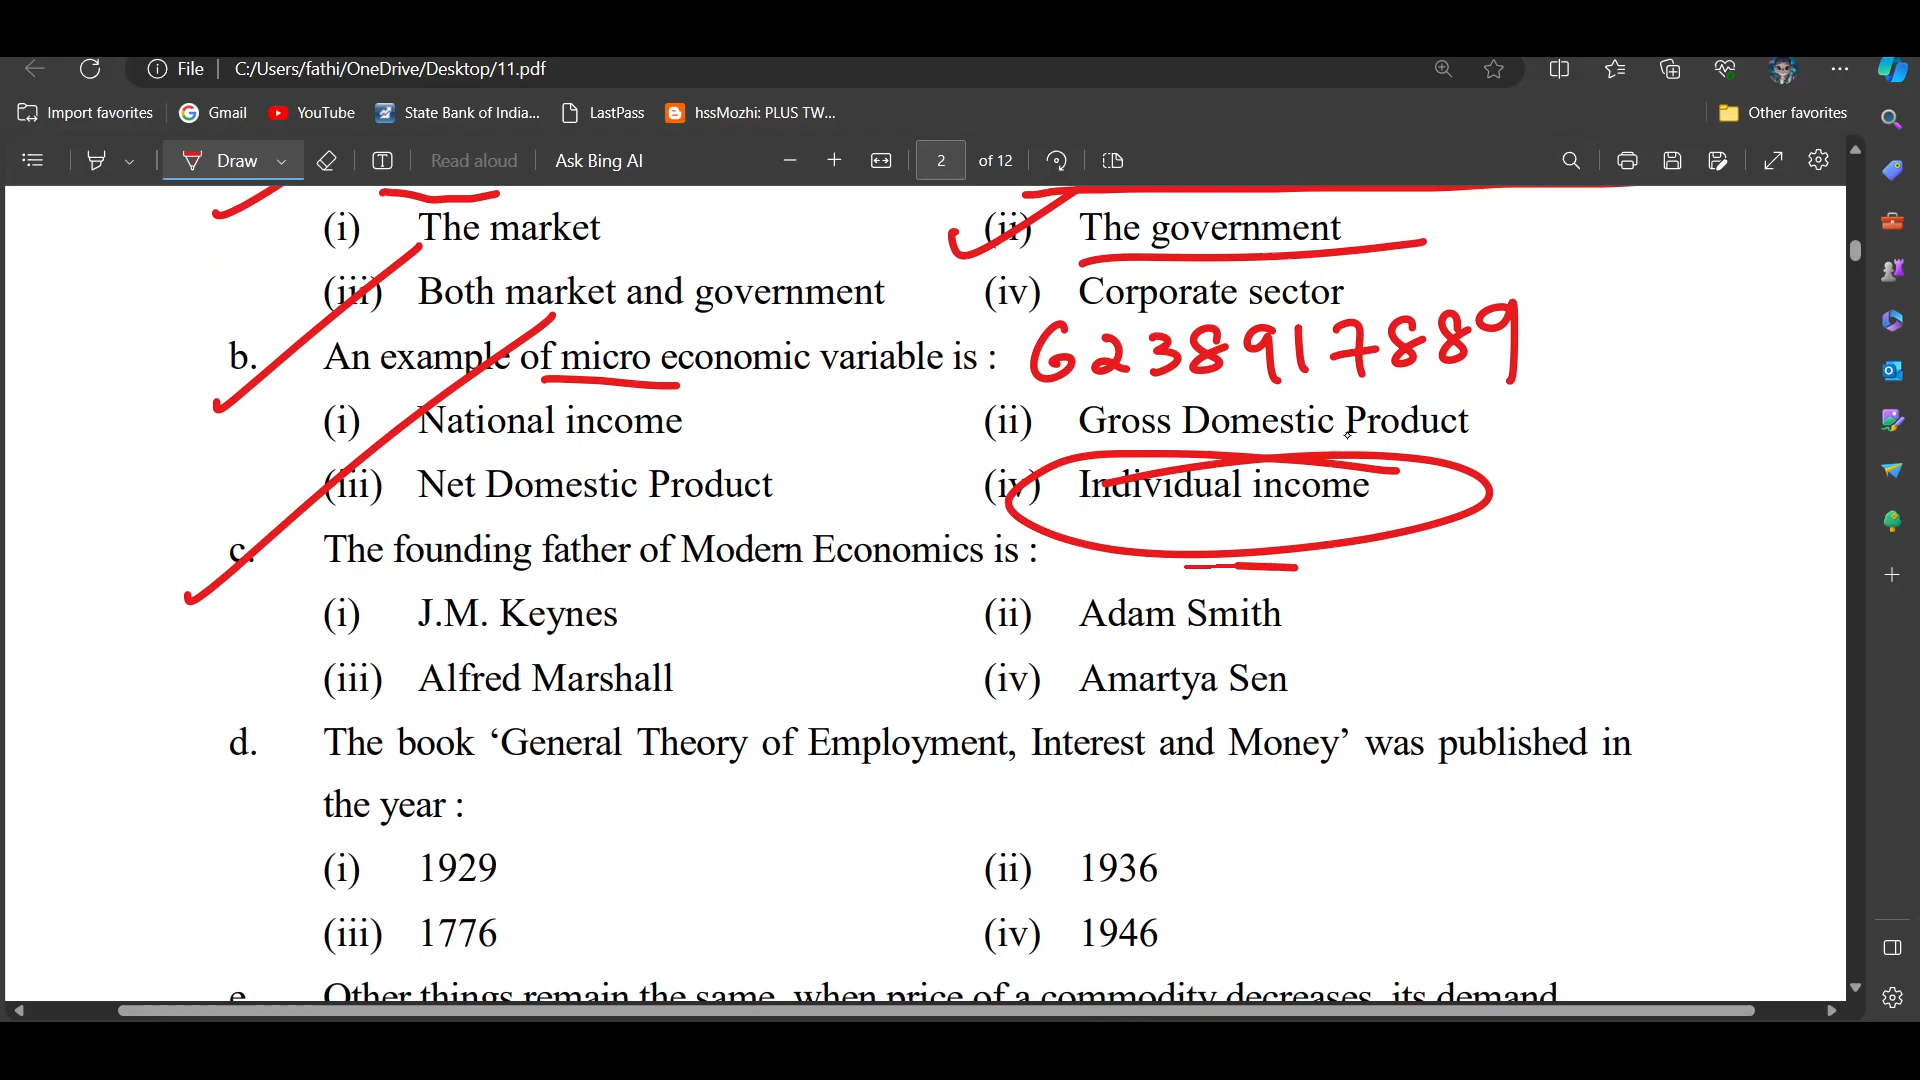 File C:/Users/fathi/OneDrive/Desktop/11.pdf
Import favorites Gmail YouTube State Bank of India... LastPass hssMozhi: PLUS TW... Other favorites
Draw Read aloud Ask Bing AI 2 of 12
(i) The market (ii) The government
(iii) Both market and government (iv) Corporate sector
b. An example of micro economic variable is : 6238917889
(i) National income (ii) Gross Domestic Product
(iii) Net Domestic Product (iv) Individual income
c. The founding father of Modern Economics is :
(i) J.M. Keynes (ii) Adam Smith
(iii) Alfred Marshall (iv) Amartya Sen
d. The book ‘General Theory of Employment, Interest and Money’ was published in
the year :
(i) 1929 (ii) 1936
(iii) 1776 (iv) 1946
e. Other things remain the same, when price of a commodity decreases, its demand